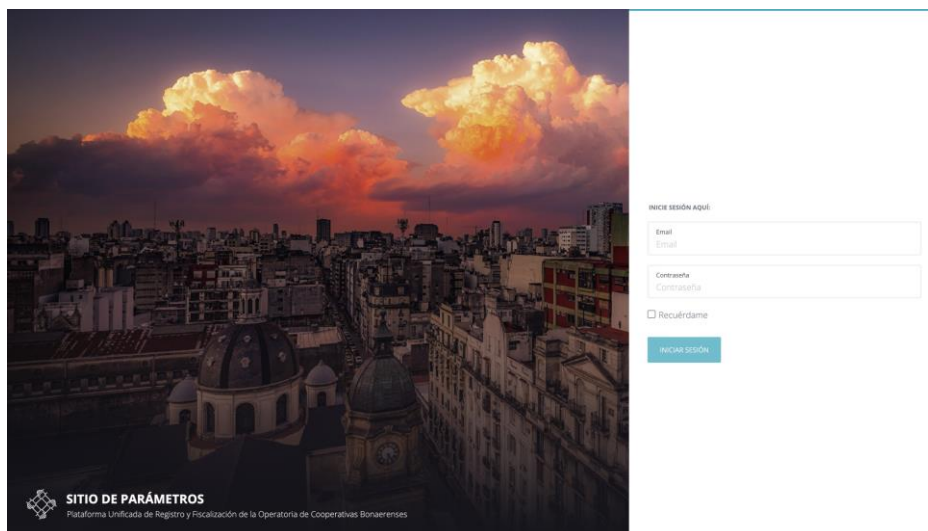 INICIE SESIÓN AQUÍ:
Email
Email
Contraseña
Contraseña
Recuérdame
INICIAR SESIÓN
SITIO DE PARÁMETROS
Plataforma Unificada de Registro y Fiscalización de la Operatoria de Cooperativas Bonaerenses